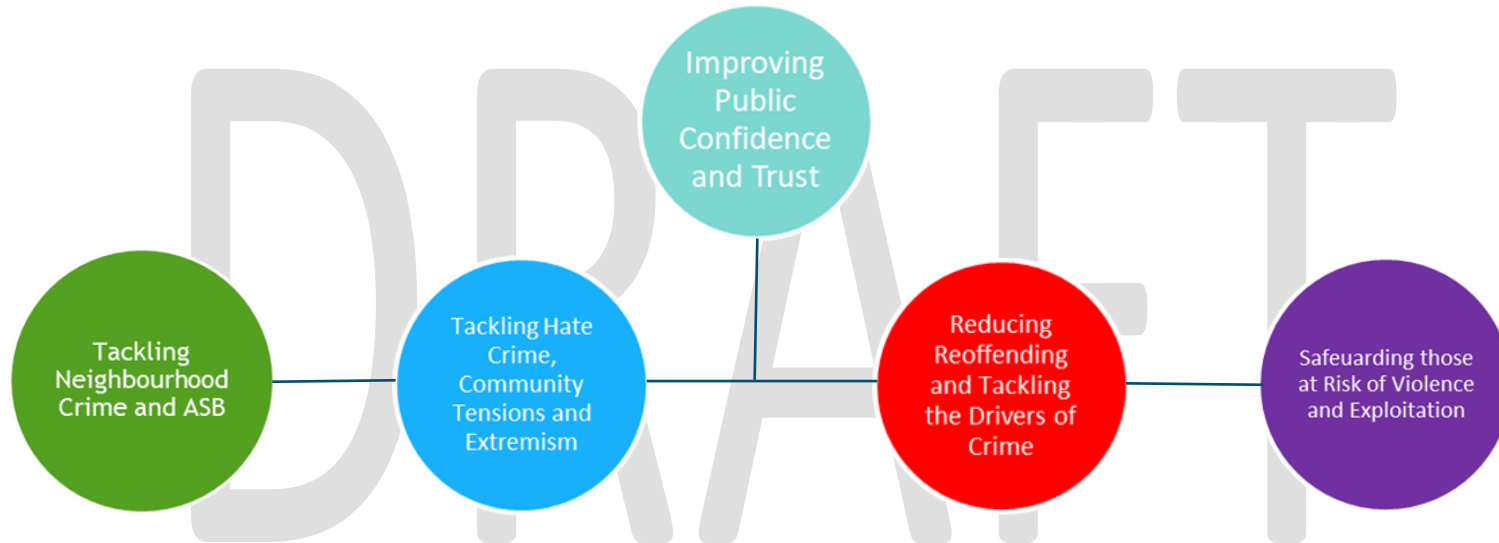 DRAFT
Improving
Public
Confidence
and Trust
Tackling
Neighbourhood
Crime and ASB
Tackling Hate
Crime,
Community
Tensions and
Extremism
Reducing
Reoffending
and Tackling
the Drivers of
Crime
Safeuarding those
at Risk of Violence
and Exploitation